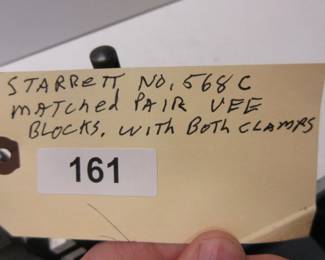 STARRETT NO. 568C
MATCHED PAIR VEE
BLOCKS. WITH BOTH CLAMPS
161